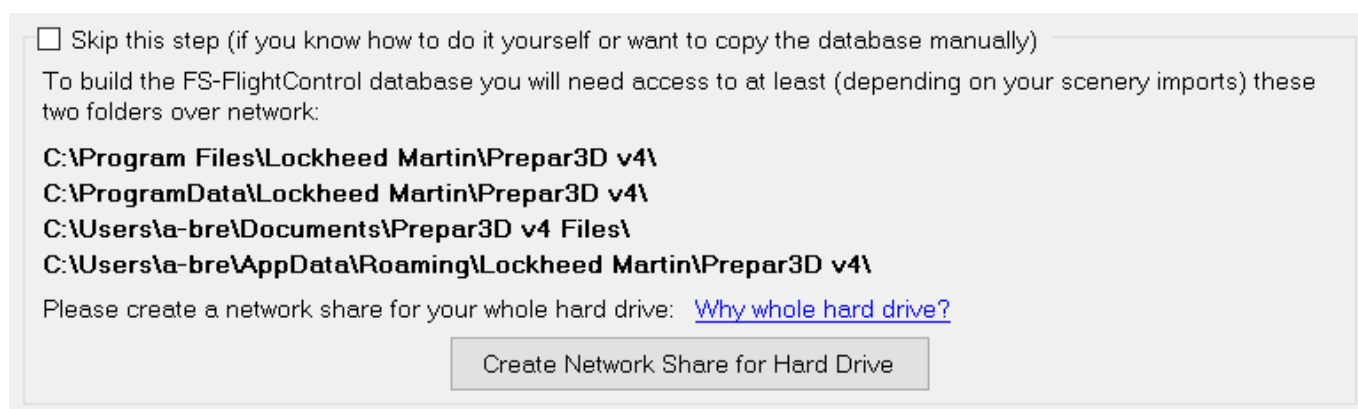 Skip this step (if you know how to do it yourself or want to copy the database manually)
To build the FS-FlightControl database you will need access to at least (depending on your scenery imports) these
two folders over network:
C:\Program Files\Lockheed Martin\Prepar3D v4\
C:\ProgramData\Lockheed Martin\Prepar3D v4\
C:\Users\a-bre\Documents\Prepar3D v4 Files\
C:\Users\a-bre\AppData\Roaming\Lockheed Martin\Prepar3D v4\
Please create a network share for your whole hard drive: Why whole hard drive?
Create Network Share for Hard Drive